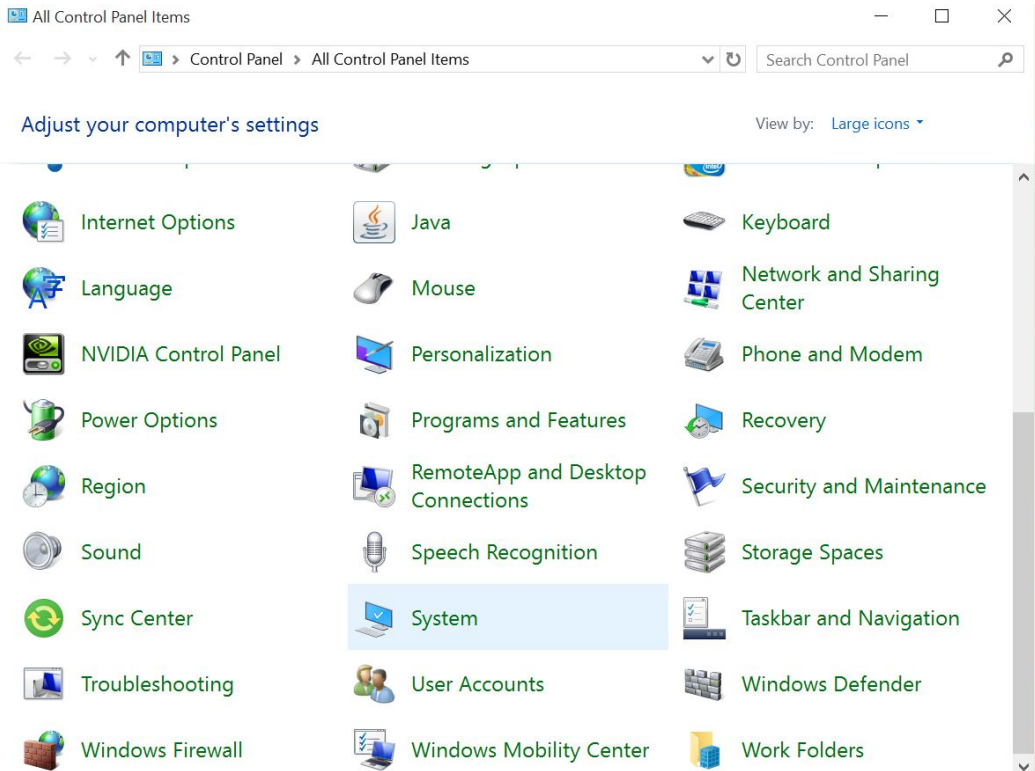 All Control Panel Items
Control Panel > All Control Panel Items
Search Control Panel
Adjust your computer's settings
View by: Large icons
Internet Options
Java
Keyboard
Language
Mouse
Network and Sharing
Center
NVIDIA Control Panel
Personalization
Phone and Modem
Power Options
Programs and Features
Recovery
Region
RemoteApp and Desktop
Connections
Security and Maintenance
Sound
Speech Recognition
Storage Spaces
Sync Center
System
Taskbar and Navigation
Troubleshooting
User Accounts
Windows Defender
Windows Firewall
Windows Mobility Center
Work Folders